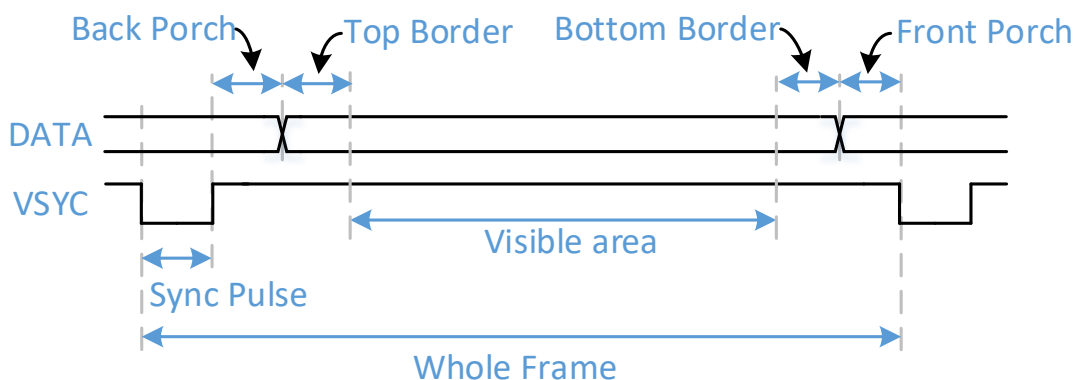 Back Porch
Top Border
Bottom Border
Front Porch
DATA
VSYC
Visible area
Sync Pulse
Whole Frame